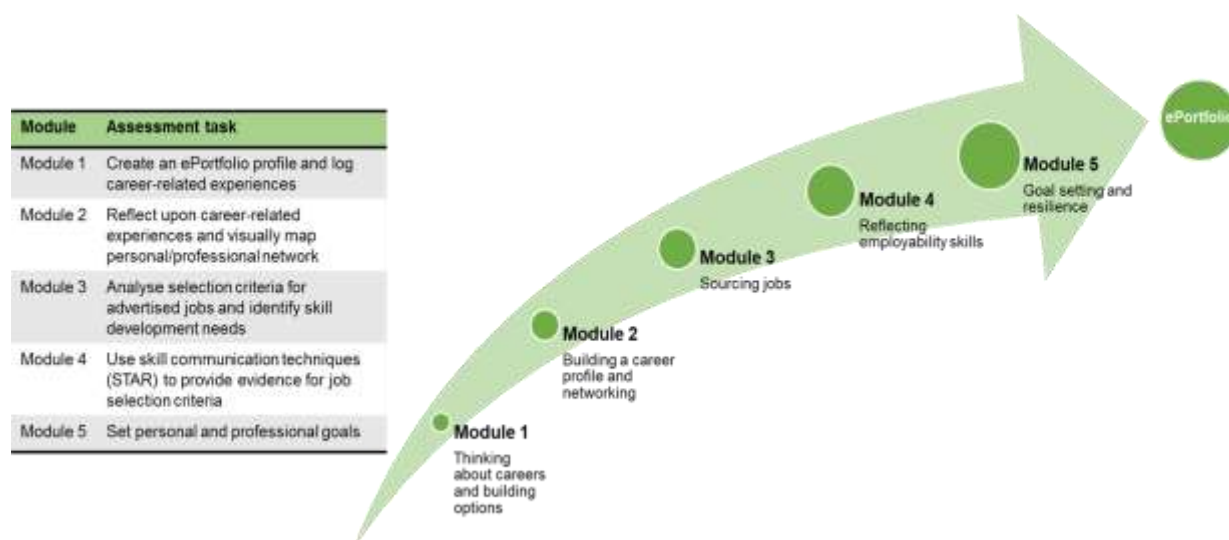 Module Assessment task
Module 1 Create an ePortfolio profile and log
career-related experiences
Module 2 Reflect upon career-related
experiences and visually map
personal/professional network
Module 3 Analyse selection criteria for
advertised jobs and identify skill
development needs
Module 4 Use skill communication techniques
(STAR) to provide evidence for job
selection criteria
Module 5 Set personal and professional goals
Module 1
Thinking
about careers
and building
options
Module 2
Building a career
profile and
networking
Module 3
Sourcing jobs
Module 4
Reflecting
employability skills
Module 5
Goal setting and
resilience
ePortfolio